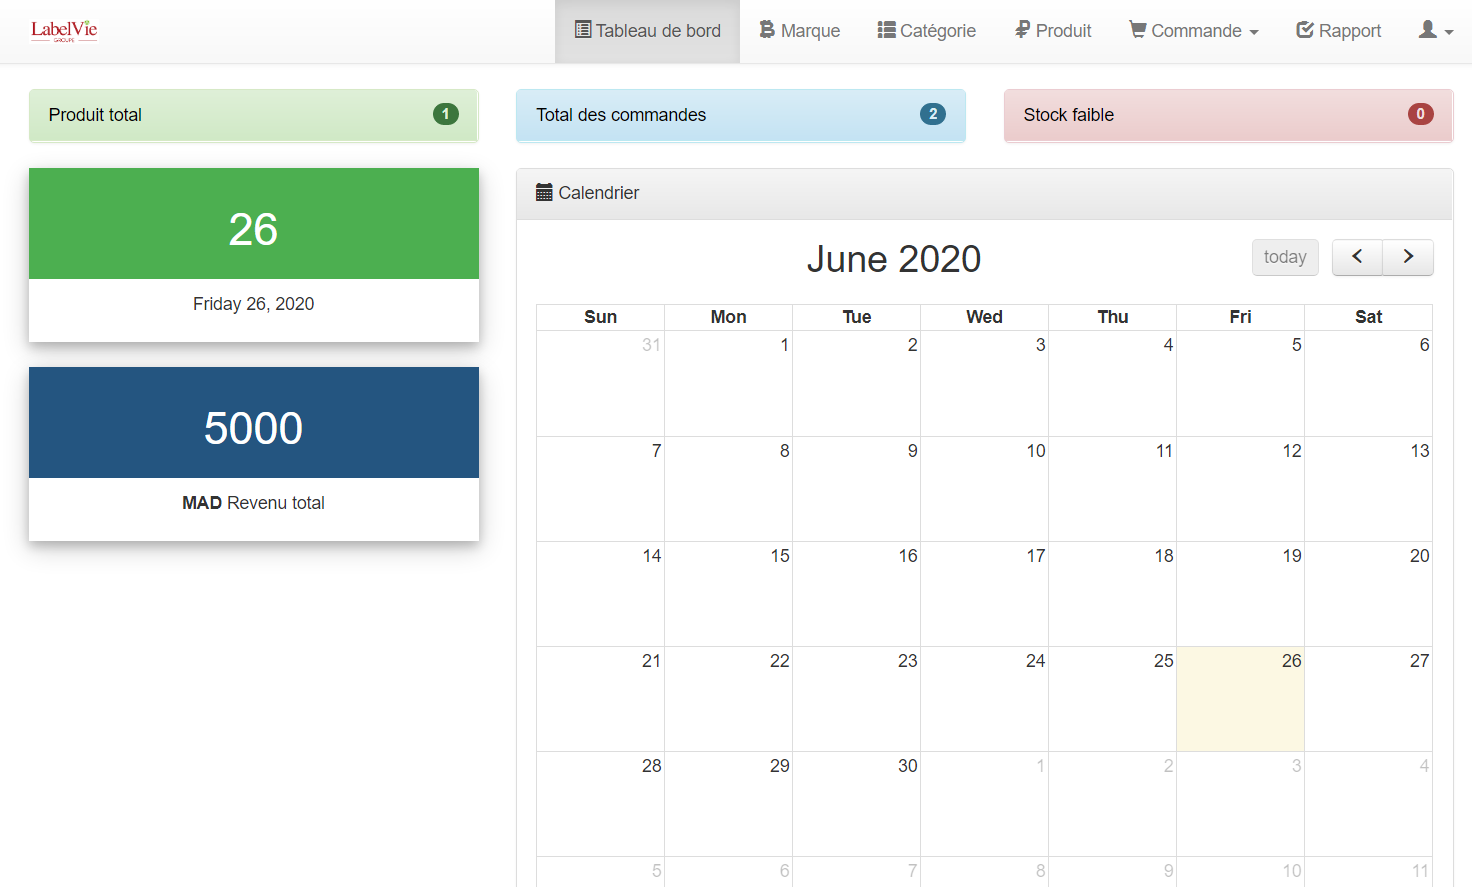 LabelVie
GROUPE
Tableau de bord
Marque
Catégorie
Produit
Commande
Rapport
Produit total 1
Total des commandes 2
Stock faible 0
26
Friday 26, 2020
5000
MAD Revenu total
Calendrier
June 2020
today
Sun Mon Tue Wed Thu Fri Sat
31 1 2 3 4 5 6
7 8 9 10 11 12 13
14 15 16 17 18 19 20
21 22 23 24 25 26 27
28 29 30 1 2 3 4
5 6 7 8 9 10 11